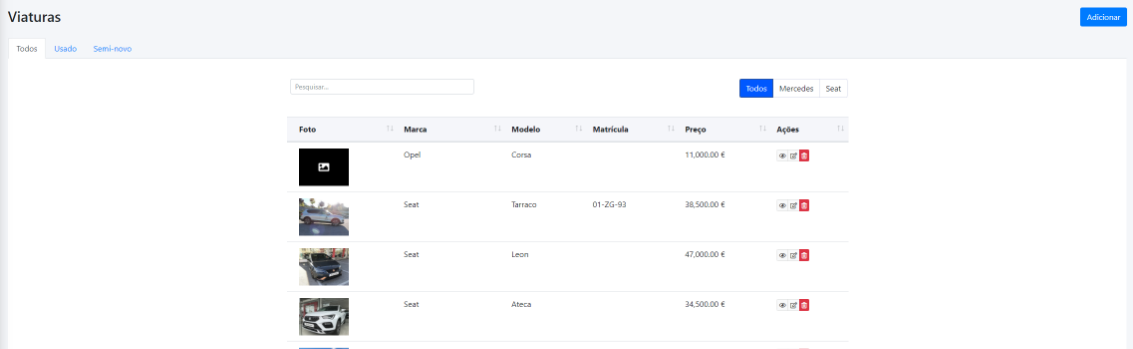 Viaturas
Adicionar
Todos Usado Semi-novo
Pesquisar...
Todos Mercedes Seat
Foto Marca Modelo Matrícula Preço Ações
Opel Corsa 11,000.00 €
Seat Tarraco 01-ZG-93 38,500.00 €
Seat Leon 47,000.00 €
Seat Ateca 34,500.00 €